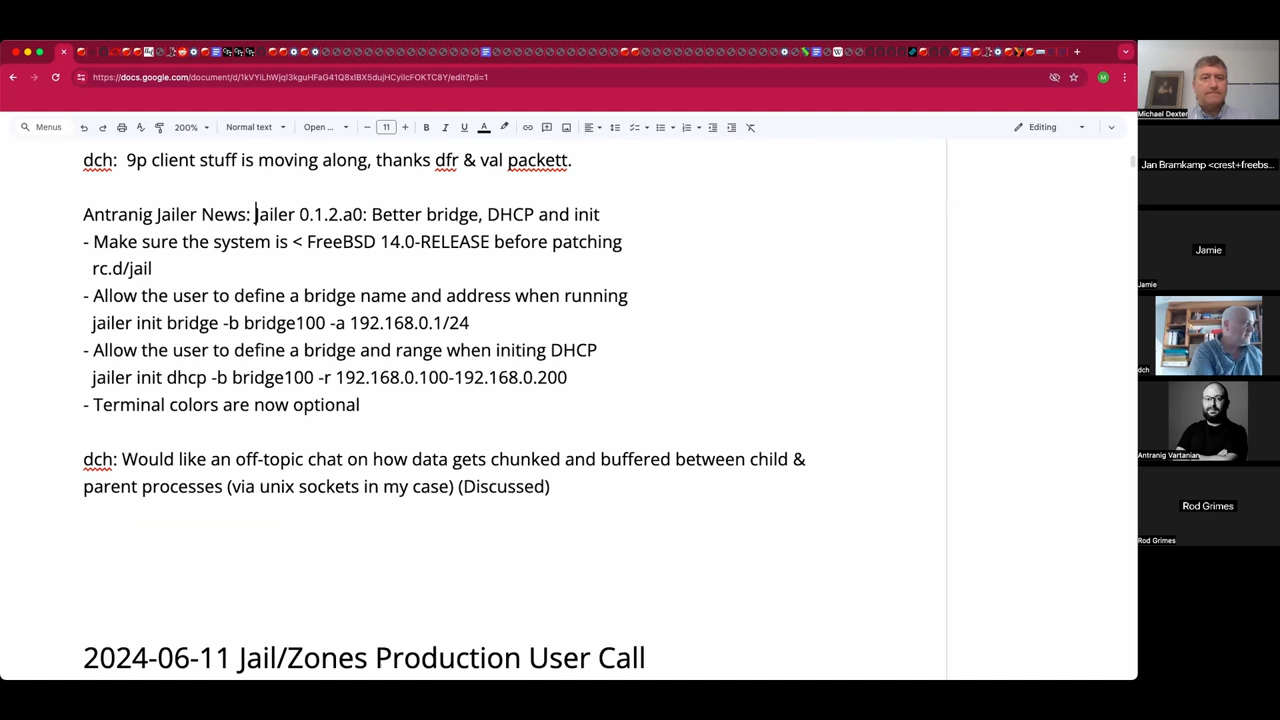 https://docs.google.com/document/d/1kVYiLhWjql3kguHFaG41Q8xlBX5dujHCyilcFOKTC8Y/edit?pli=1
M
Menus
200%
Normal text
Open ...
11
B
I
U
A
Editing
dch:  9p client stuff is moving along, thanks dfr & val packett.
Antranig Jailer News: Jailer 0.1.2.a0: Better bridge, DHCP and init
- Make sure the system is < FreeBSD 14.0-RELEASE before patching
rc.d/jail
- Allow the user to define a bridge name and address when running
jailer init bridge -b bridge100 -a 192.168.0.1/24
- Allow the user to define a bridge and range when initing DHCP
jailer init dhcp -b bridge100 -r 192.168.0.100-192.168.0.200
- Terminal colors are now optional
dch: Would like an off-topic chat on how data gets chunked and buffered between child &
parent processes (via unix sockets in my case) (Discussed)
2024-06-11 Jail/Zones Production User Call
Michael Dexter
Jan Bramkamp <crest+freebs...
Jamie
Jamie
dch
Antranig Vartanian
Rod Grimes
Rod Grimes